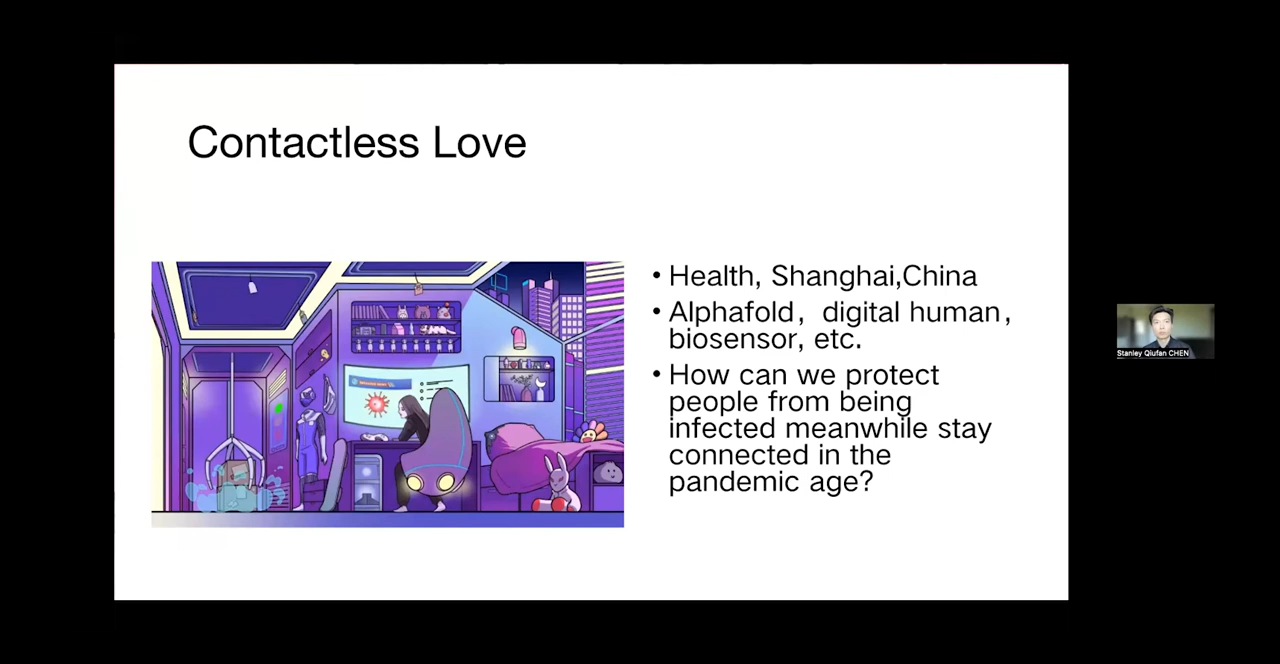 Contactless Love
• Health, Shanghai,China
• Alphafold, digital human,
biosensor, etc.
• How can we protect
people from being
infected meanwhile stay
connected in the
pandemic age?
Stanley Qiufan CHEN